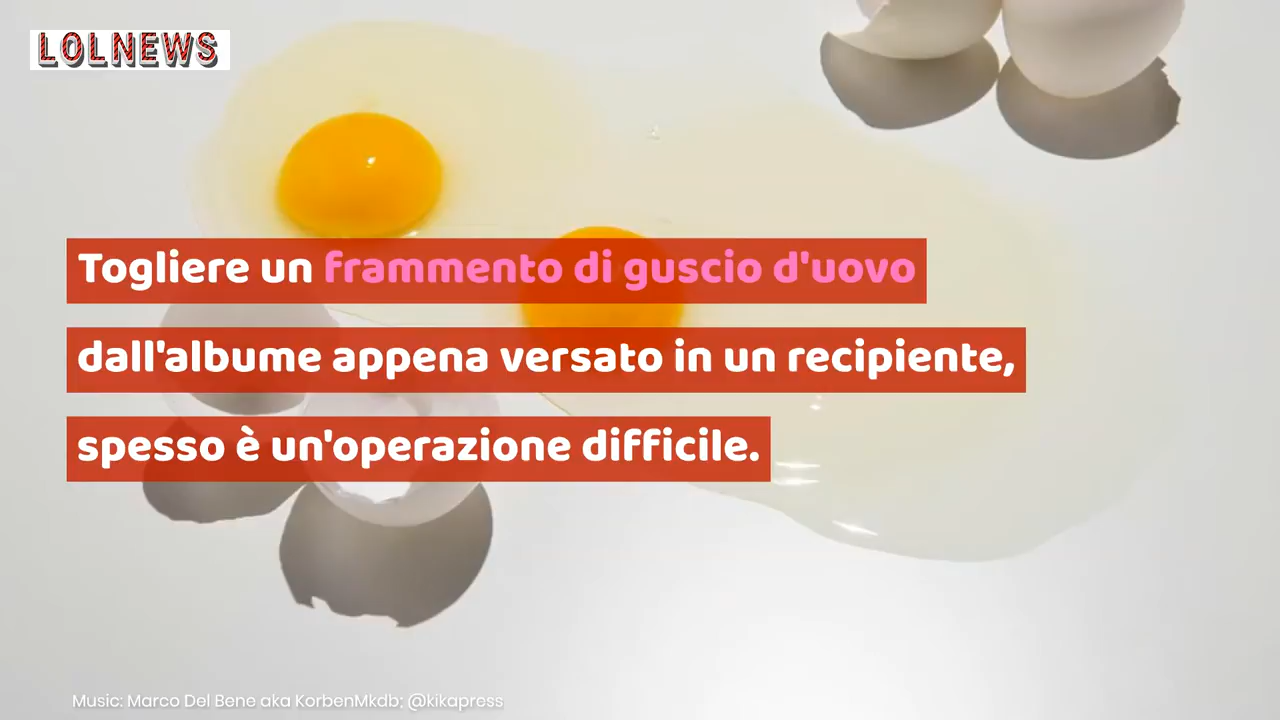 LOLNEWS
Togliere un frammento di guscio d'uovo
dall'albume appena versato in un recipiente,
spesso è un'operazione difficile.
Music: Marco Del Bene aka KorbenMkdb; @kikapress